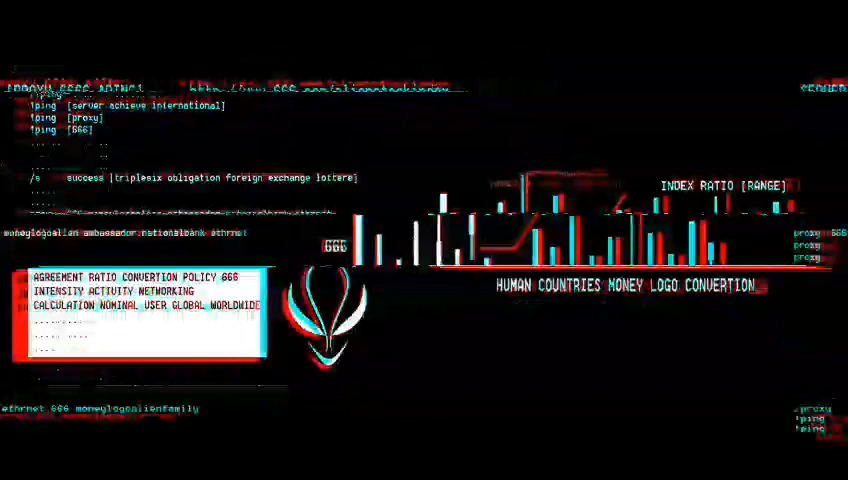 !ping
!ping [server achieve international]
!ping [proxy]
!ping [666]
/s success [triplesix obligation foreign exchange lottere]
INDEX RATIO [RANGE]
moneylogoalien ambassador nationalbank ethrnet
proxy 666
proxy
proxy
666
AGREEMENT RATIO CONVERTION POLICY 666
INTENSITY ACTIVITY NETWORKING
CALCULATION NOMINAL USER GLOBAL WORLDWIDE
HUMAN COUNTRIES MONEY LOGO CONVERTION
ethrnet 666 moneylogoalienfamily
/proxy
!ping
!ping